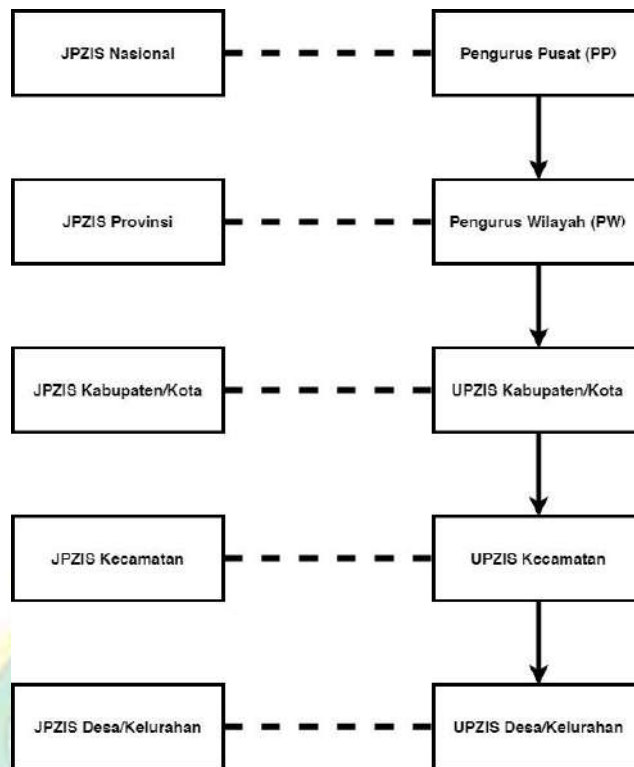 JPZIS Nasional
Pengurus Pusat (PP)
JPZIS Provinsi
Pengurus Wilayah (PW)
JPZIS Kabupaten/Kota
UPZIS Kabupaten/Kota
JPZIS Kecamatan
UPZIS Kecamatan
JPZIS Desa/Kelurahan
UPZIS Desa/Kelurahan